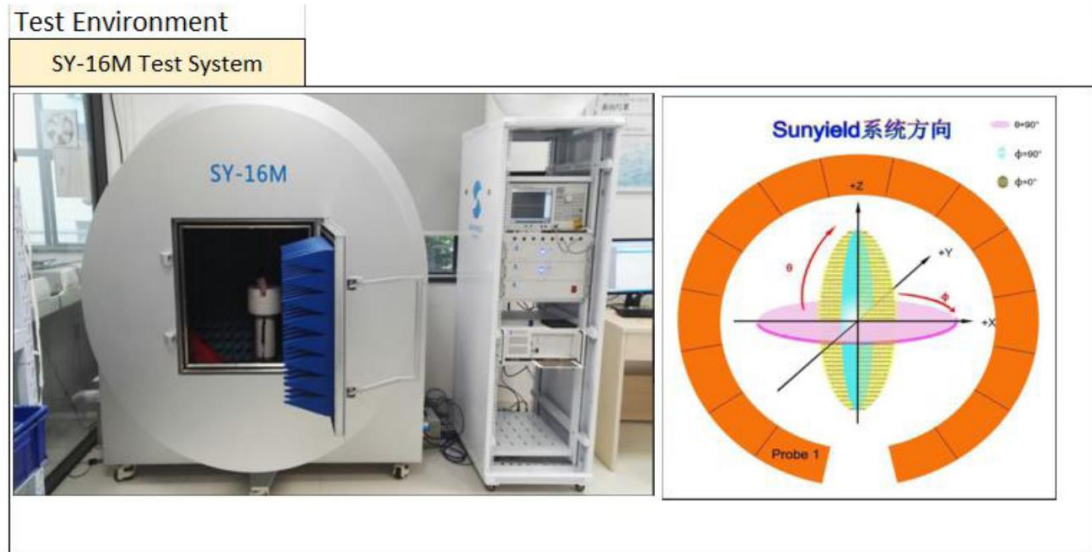 Test Environment
SY-16M Test System
SY-16M
Sunyield系统方向
θ=90°
ϕ=90°
ϕ=0°
+Z
+Y
θ
ϕ
+X
Probe 1